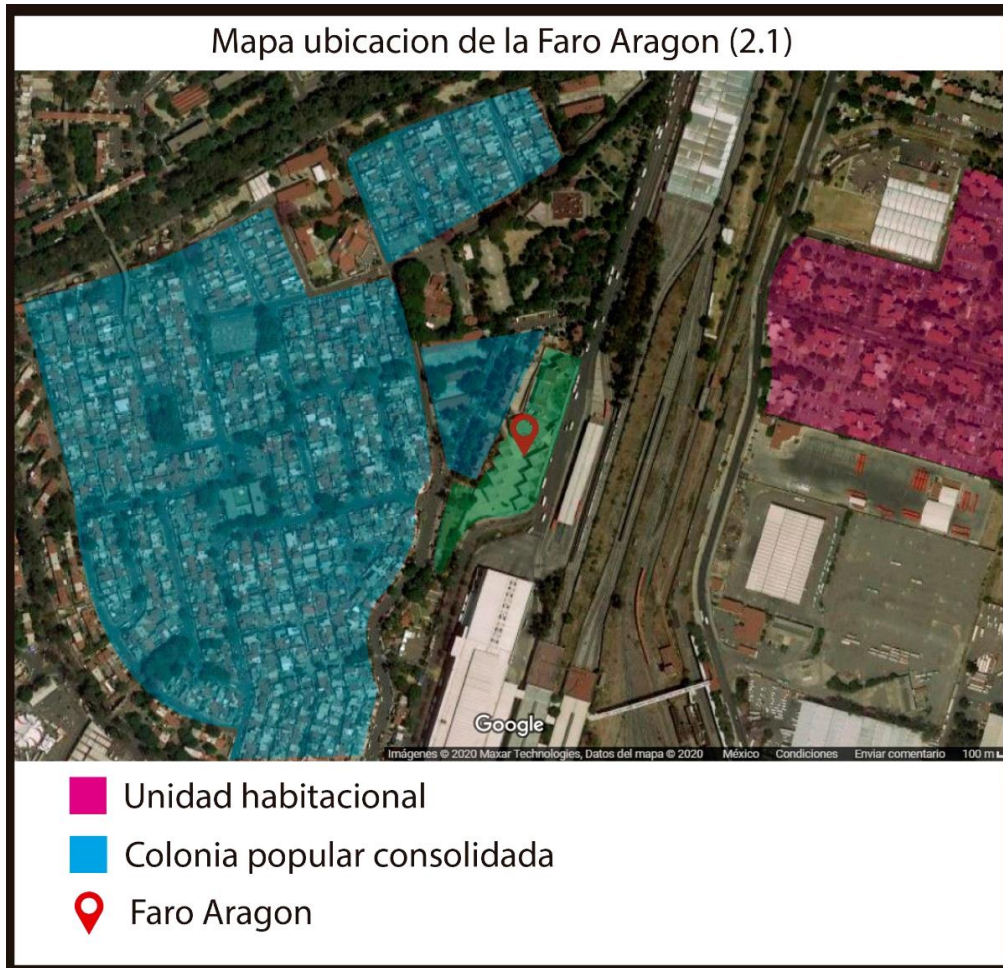 Mapa ubicacion de la Faro Aragon (2.1)
Google
Imágenes © 2020 Maxar Technologies, Datos del mapa © 2020 México Condiciones Enviar comentario 100 m
Unidad habitacional
Colonia popular consolidada
Faro Aragon